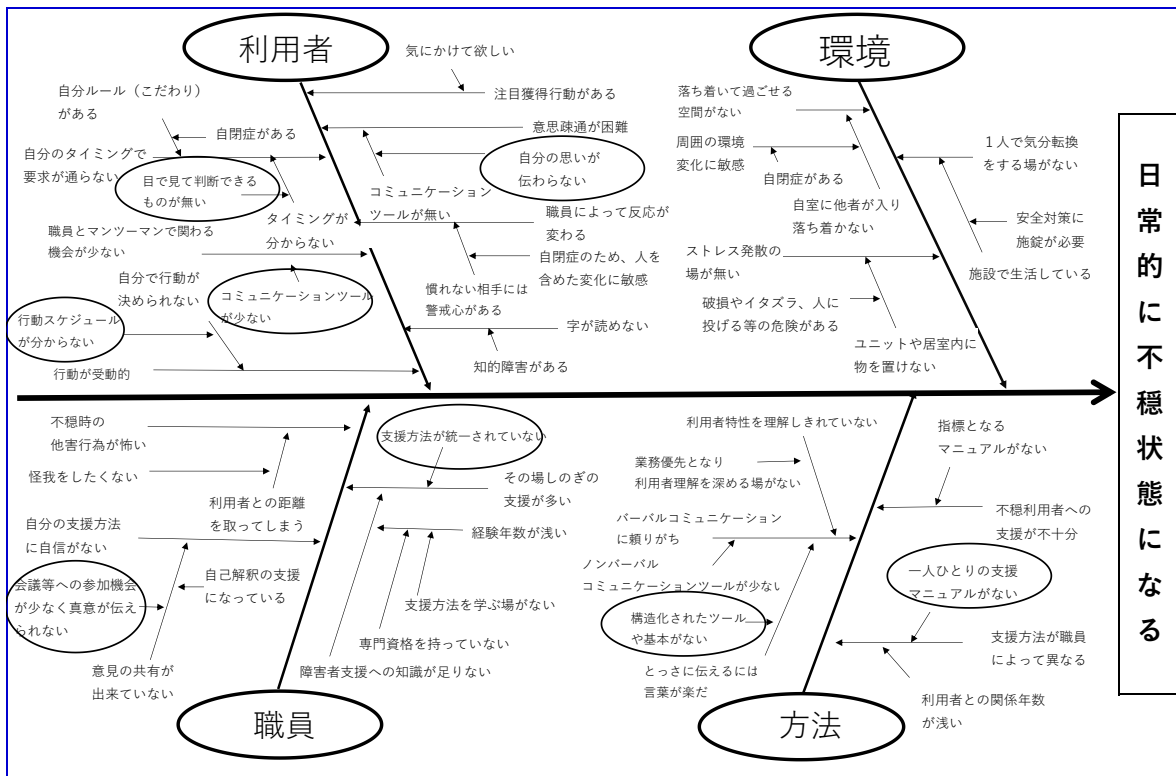 利用者
気にかけて欲しい
注目獲得行動がある
自分ルール（こだわり）
がある
自閉症がある
意思疎通が困難
自分のタイミングで
要求が通らない
目で見て判断できる
ものが無い
自分の思いが
伝わらない
コミュニケーション
ツールが無い
タイミングが
分からない
職員によって反応が
変わる
職員とマンツーマンで関わる
機会が少ない
自閉症のため、人を
含めた変化に敏感
自分で行動が
決められない
コミュニケーションツール
が少ない
慣れない相手には
警戒心がある
行動スケジュール
が分からない
字が読めない
行動が受動的
知的障害がある
環境
落ち着いて過ごせる
空間がない
周囲の環境
変化に敏感
自閉症がある
１人で気分転換
をする場がない
自室に他者が入り
落ち着かない
安全対策に
施錠が必要
ストレス発散の
場が無い
施設で生活している
破損やイタズラ、人に
投げる等の危険がある
ユニットや居室内に
物を置けない
日常的に不穏状態になる
不穏時の
他害行為が怖い
支援方法が統一されていない
怪我をしたくない
その場しのぎの
支援が多い
利用者との距離
を取ってしまう
自分の支援方法
に自信がない
経験年数が浅い
会議等への参加機会
が少なく真意が伝え
られない
自己解釈の支援
になっている
支援方法を学ぶ場がない
専門資格を持っていない
意見の共有が
出来ていない
障害者支援への知識が足りない
職員
利用者特性を理解しきれていない
指標となる
マニュアルがない
業務優先となり
利用者理解を深める場がない
バーバルコミュニケーション
に頼りがち
不穏利用者への
支援が不十分
ノンバーバル
コミュニケーションツールが少ない
一人ひとりの支援
マニュアルがない
構造化されたツール
や基本がない
支援方法が職員
によって異なる
とっさに伝えるには
言葉が楽だ
利用者との関係年数
が浅い
方法